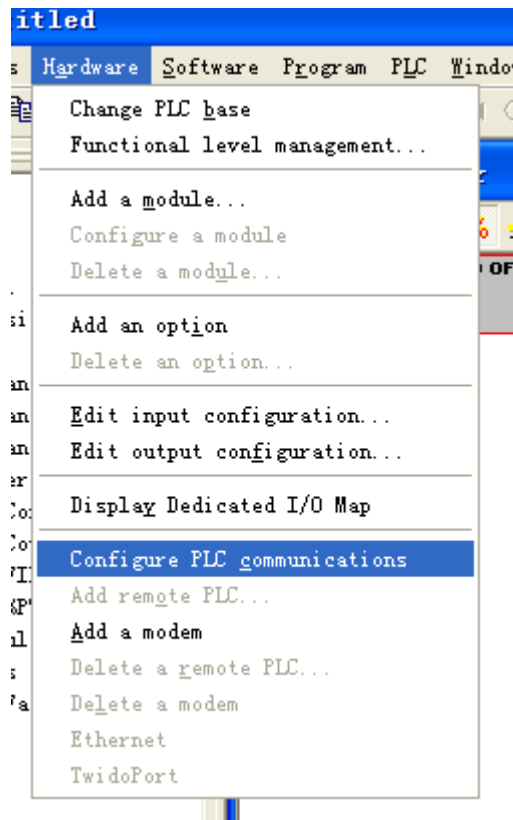 itled
Hardware Software Program PLC Windo
Change PLC base
Functional level management...
Add a module...
Configure a module
Delete a module...
OF
Add an option
Delete an option...
Edit input configuration...
Edit output configuration...
Display Dedicated I/O Map
Configure PLC communications
Add remote PLC...
Add a modem
Delete a remote PLC...
Delete a modem
Ethernet
TwidoPort